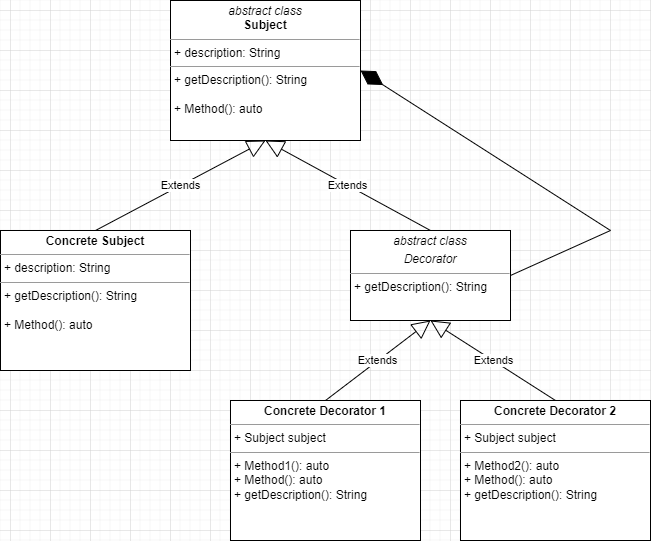 abstract class
Subject
+ description: String
+ getDescription(): String
+ Method(): auto
Extends
Extends
Concrete Subject
+ description: String
+ getDescription(): String
+ Method(): auto
abstract class
Decorator
+ getDescription(): String
Extends
Extends
Concrete Decorator 1
+ Subject subject
+ Method1(): auto
+ Method(): auto
+ getDescription(): String
Concrete Decorator 2
+ Subject subject
+ Method2(): auto
+ Method(): auto
+ getDescription(): String